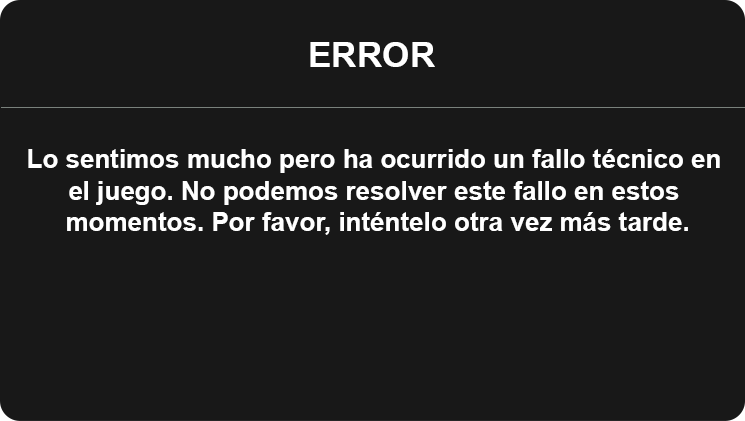 ERROR
Lo sentimos mucho pero ha ocurrido un fallo técnico en
el juego. No podemos resolver este fallo en estos
momentos. Por favor, inténtelo otra vez más tarde.